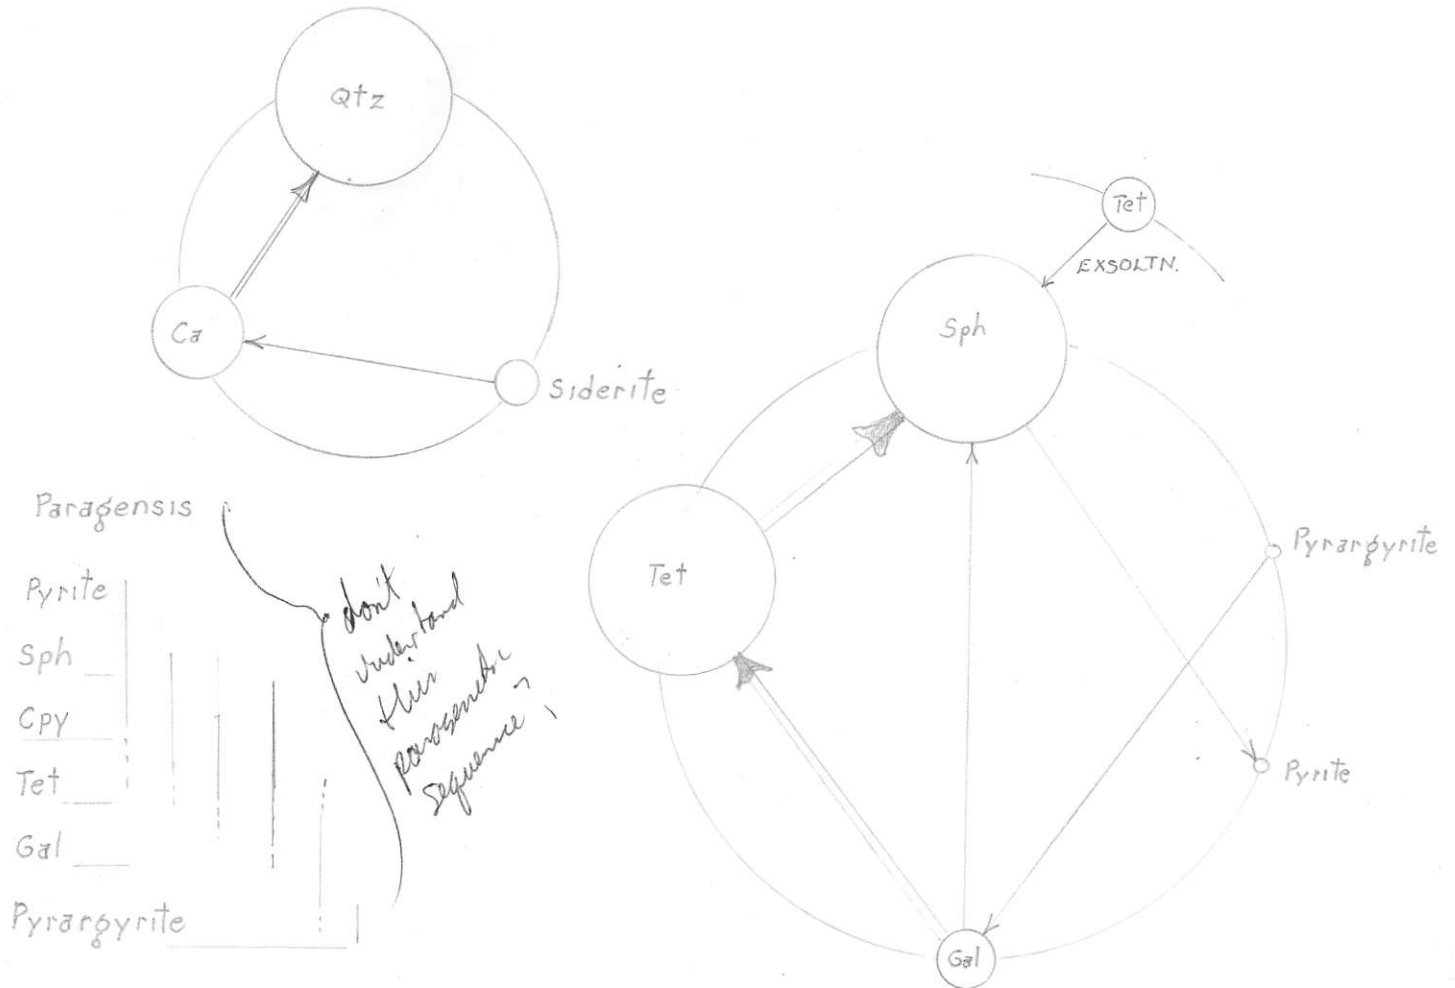 Qtz
Ca
Siderite
Tet
EXSOLTN.
Sph
Tet
Pyrargyrite
Pyrite
Gal
Paragensis
Pyrite
Sph
Cpy
Tet
Gal
Pyrargyrite
don't
understand
this
paragenetic
sequence?